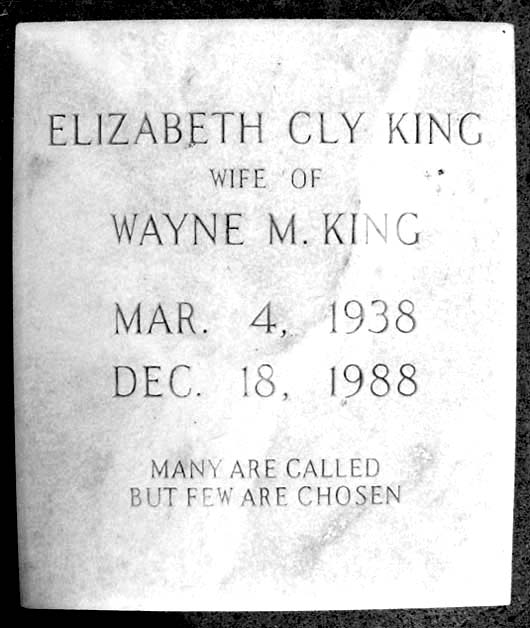 ELIZABETH CLY KING
WIFE OF
WAYNE M. KING
MAR. 4, 1938
DEC. 18, 1988
MANY ARE CALLED
BUT FEW ARE CHOSEN